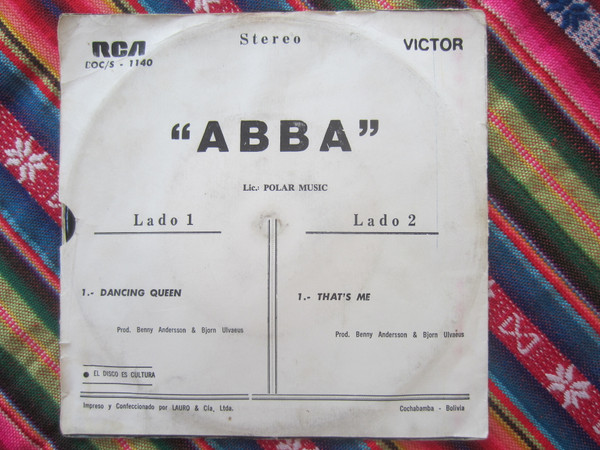 RCA Stereo VICTOR
BOC/S - 1140
"ABBA"
Lic.: POLAR MUSIC
Lado 1 Lado 2
1.- DANCING QUEEN 1.- THAT'S ME
Prod. Benny Andersson & Bjorn Ulvaeus Prod. Benny Andersson & Bjorn Ulvaeus
EL DISCO ES CULTURA
Impreso y Confeccionado por LAURO & Cía, Ltda. Cochabamba - Bolivia